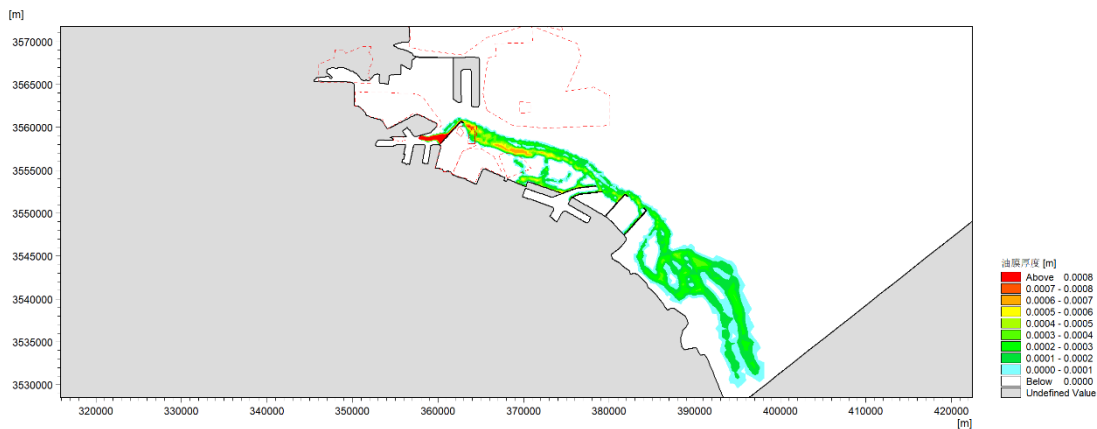 [m]
3570000
3565000
3560000
3555000
3550000
3545000
3540000
3535000
3530000
320000 330000 340000 350000 360000 370000 380000 390000 400000 410000 420000
[m]
油膜厚度 [m]
Above 0.0008
0.0007 - 0.0008
0.0006 - 0.0007
0.0005 - 0.0006
0.0004 - 0.0005
0.0003 - 0.0004
0.0002 - 0.0003
0.0001 - 0.0002
0.0000 - 0.0001
Below 0.0000
Undefined Value